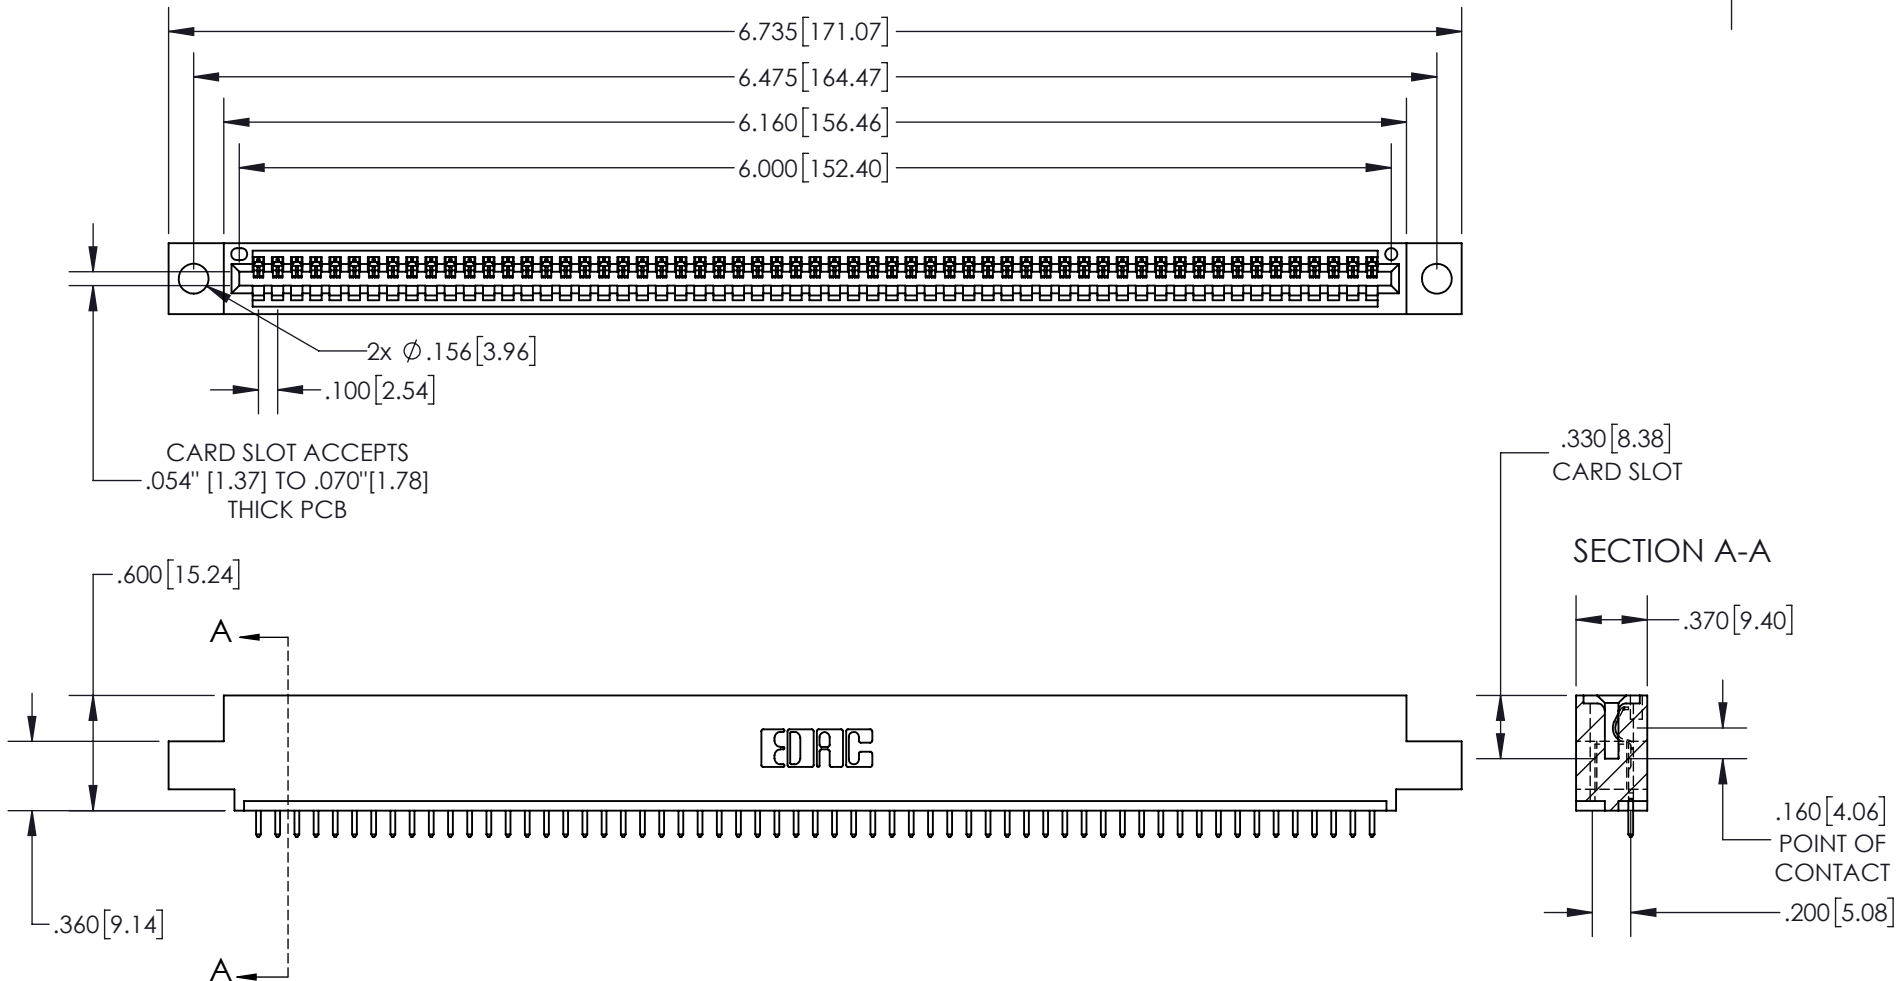 6.735[171.07]
6.475[164.47]
6.160[156.46]
6.000[152.40]
2x Ø.156[3.96]
.100[2.54]
CARD SLOT ACCEPTS
.054" [1.37] TO .070"[1.78]
THICK PCB
.330[8.38]
CARD SLOT
SECTION A-A
.600[15.24]
.370[9.40]
A
EDAC
.160[4.06]
POINT OF
CONTACT
.360[9.14]
.200[5.08]
A